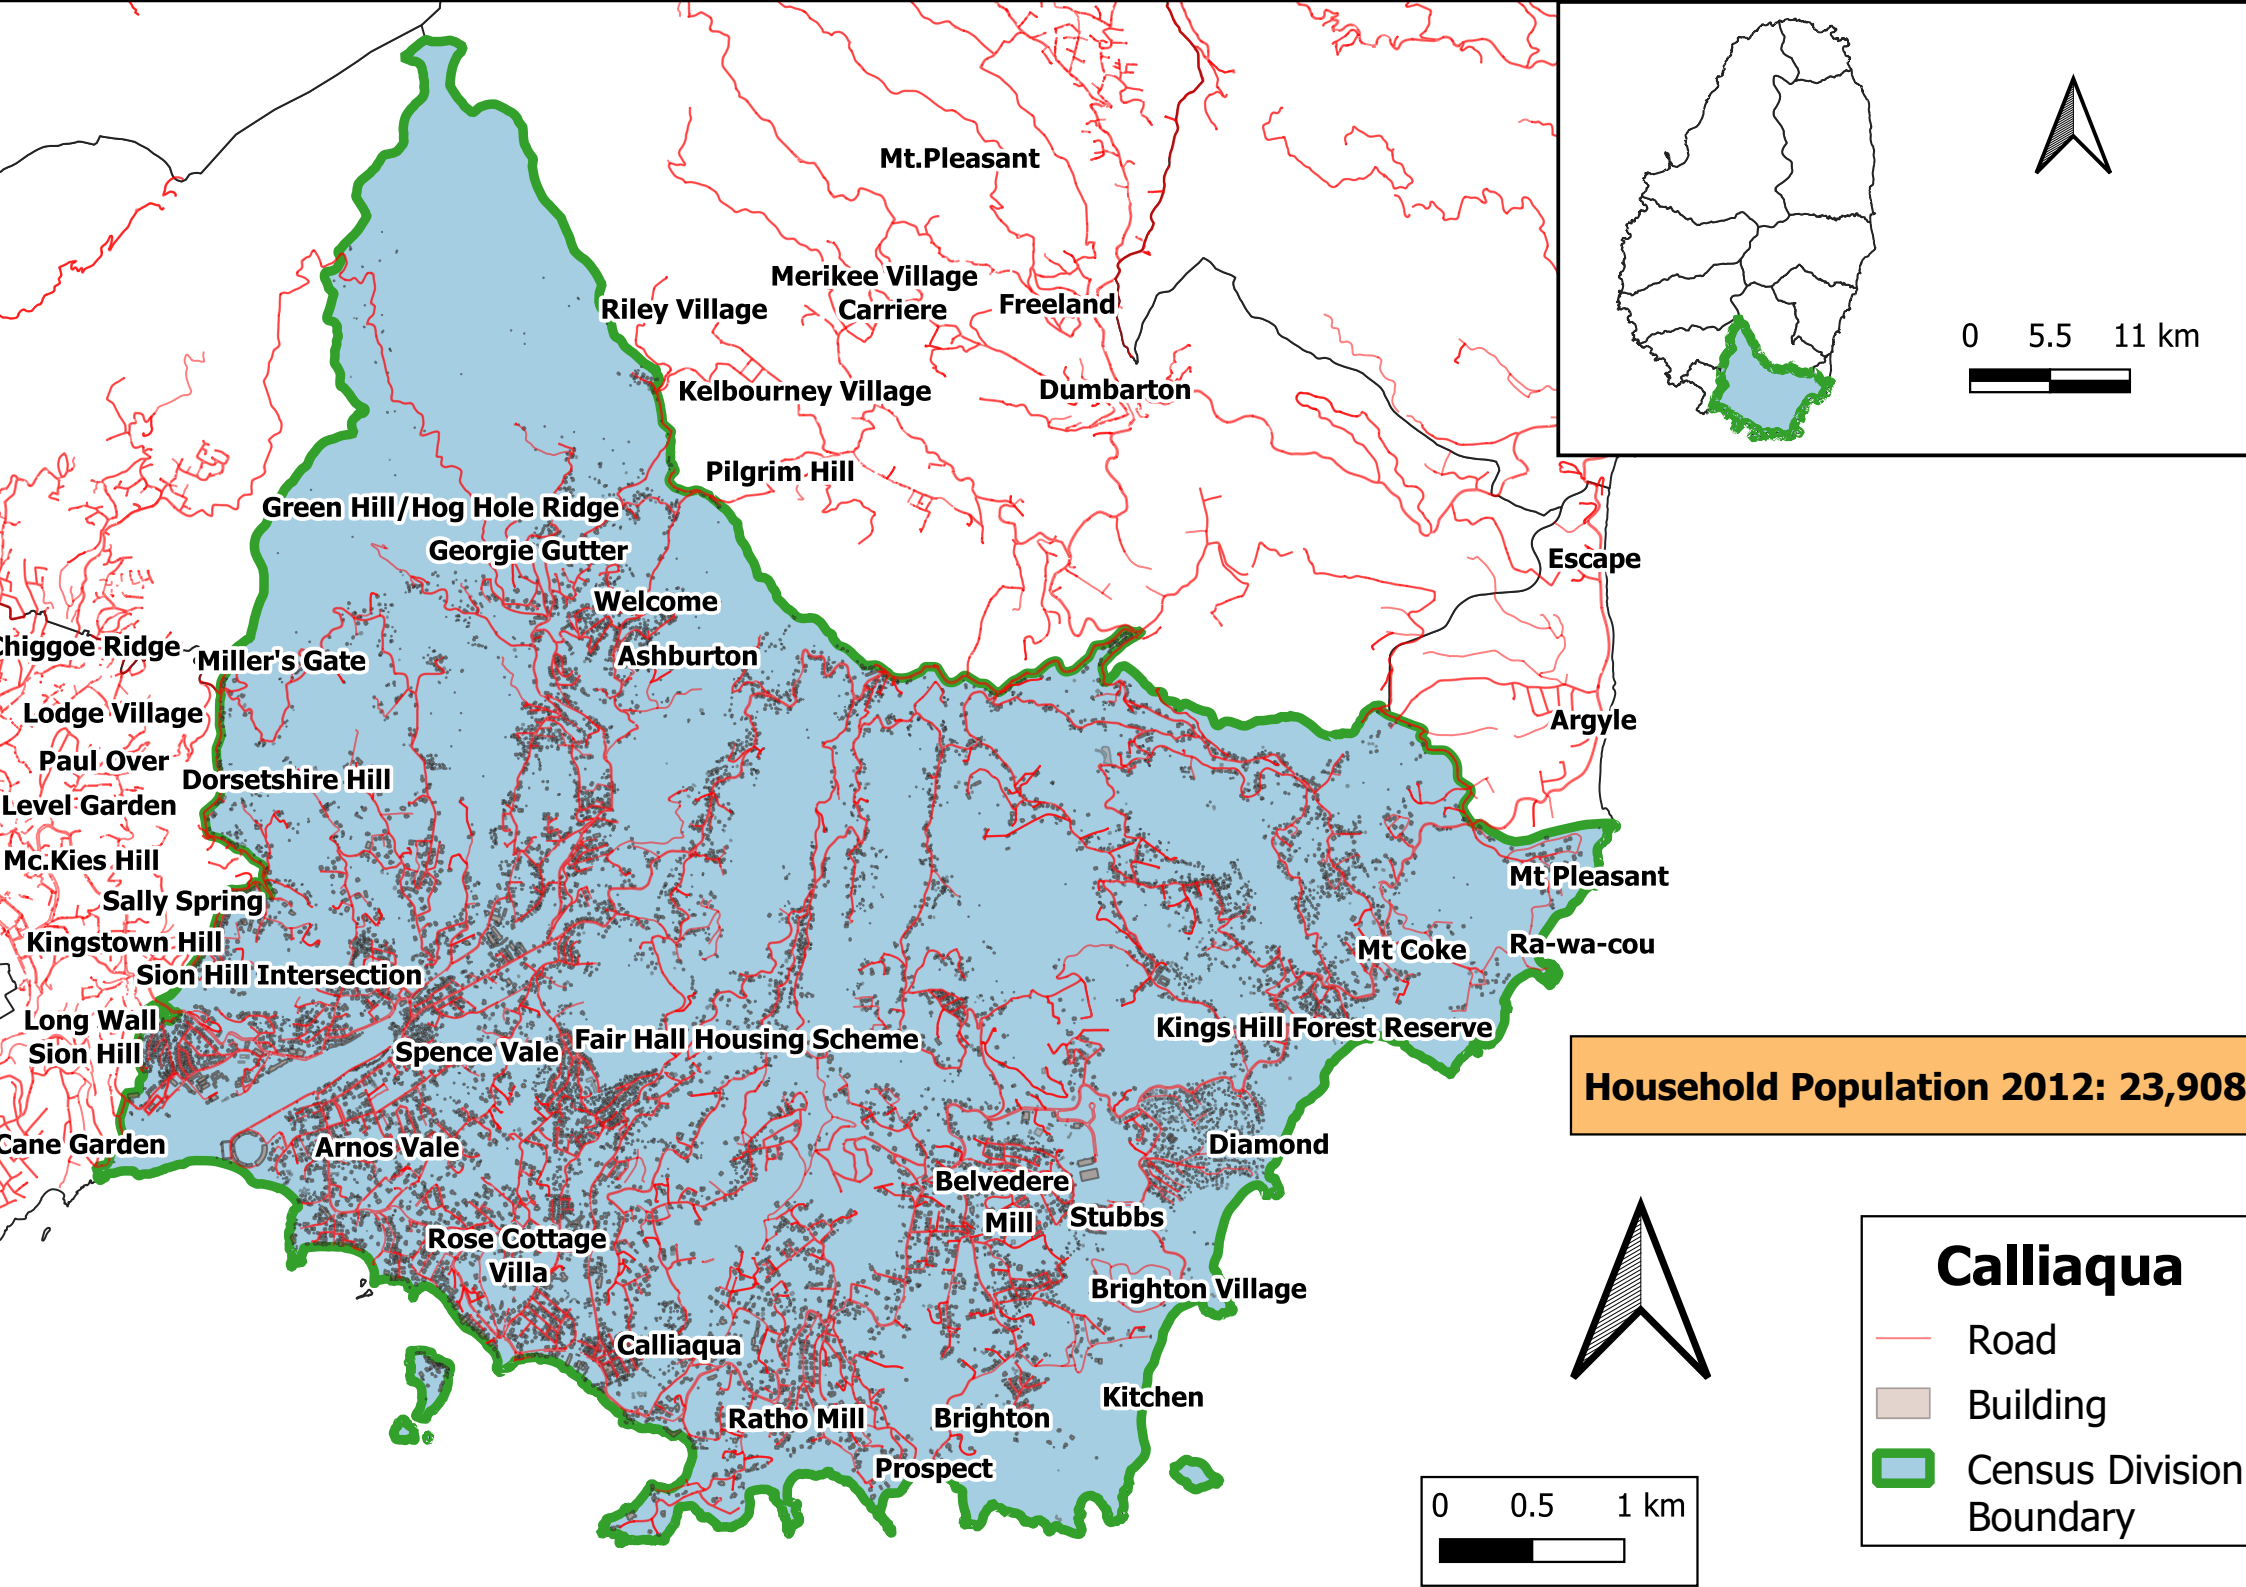 Mt.Pleasant
Merikee Village
Riley Village
Carriere
Freeland
0 5.5 11 km
Kelbourney Village
Dumbarton
Pilgrim Hill
Green Hill/Hog Hole Ridge
Georgie Gutter
Escape
Welcome
Chiggoe Ridge
Miller's Gate
Ashburton
Lodge Village
Argyle
Paul Over
Dorsetshire Hill
Level Garden
Mc.Kies Hill
Mt Pleasant
Sally Spring
Kingstown Hill
Mt Coke
Ra-wa-cou
Sion Hill Intersection
Long Wall
Kings Hill Forest Reserve
Fair Hall Housing Scheme
Sion Hill
Spence Vale
Household Population 2012: 23,908
Cane Garden
Arnos Vale
Diamond
Belvedere
Mill
Stubbs
Rose Cottage
Villa
Brighton Village
Calliaqua
Kitchen
Ratho Mill
Brighton
Prospect
Calliaqua
Road
Building
Census Division
Boundary
0 0.5 1 km